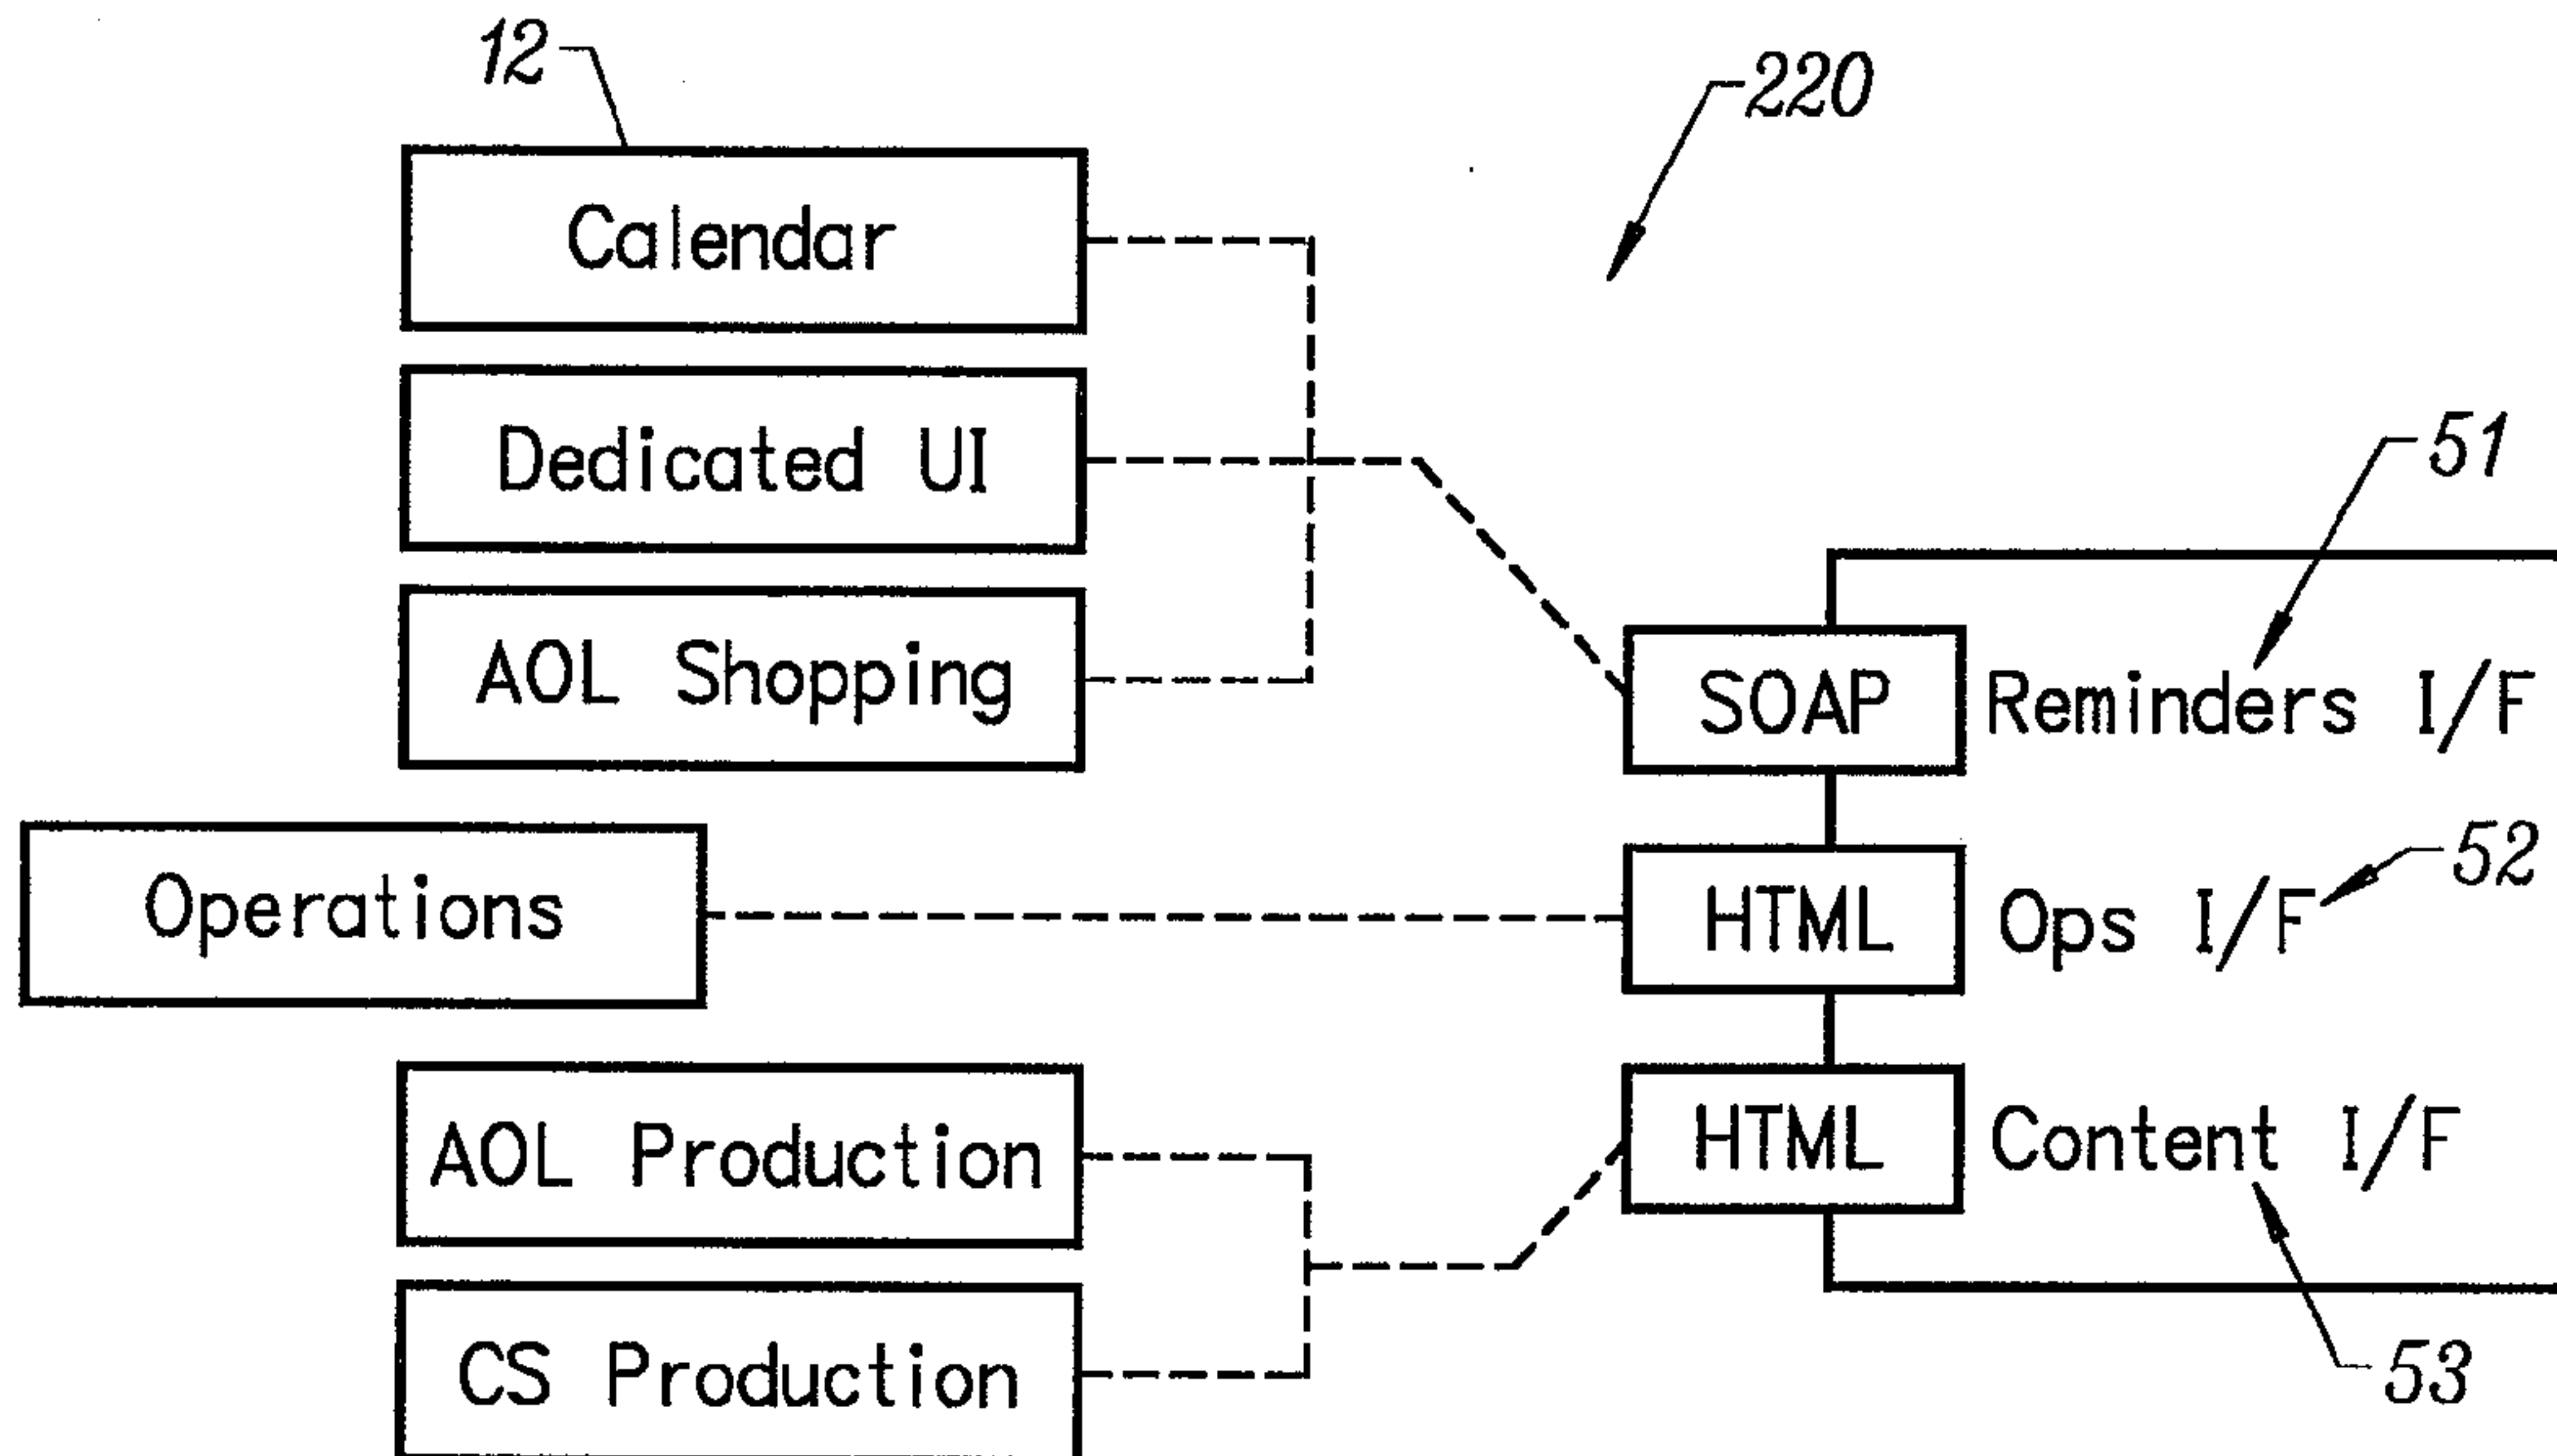 12
220
Calendar
Dedicated UI
51
AOL Shopping
SOAP Reminders I/F
52
Operations
HTML Ops I/F
AOL Production
HTML Content I/F
CS Production
53